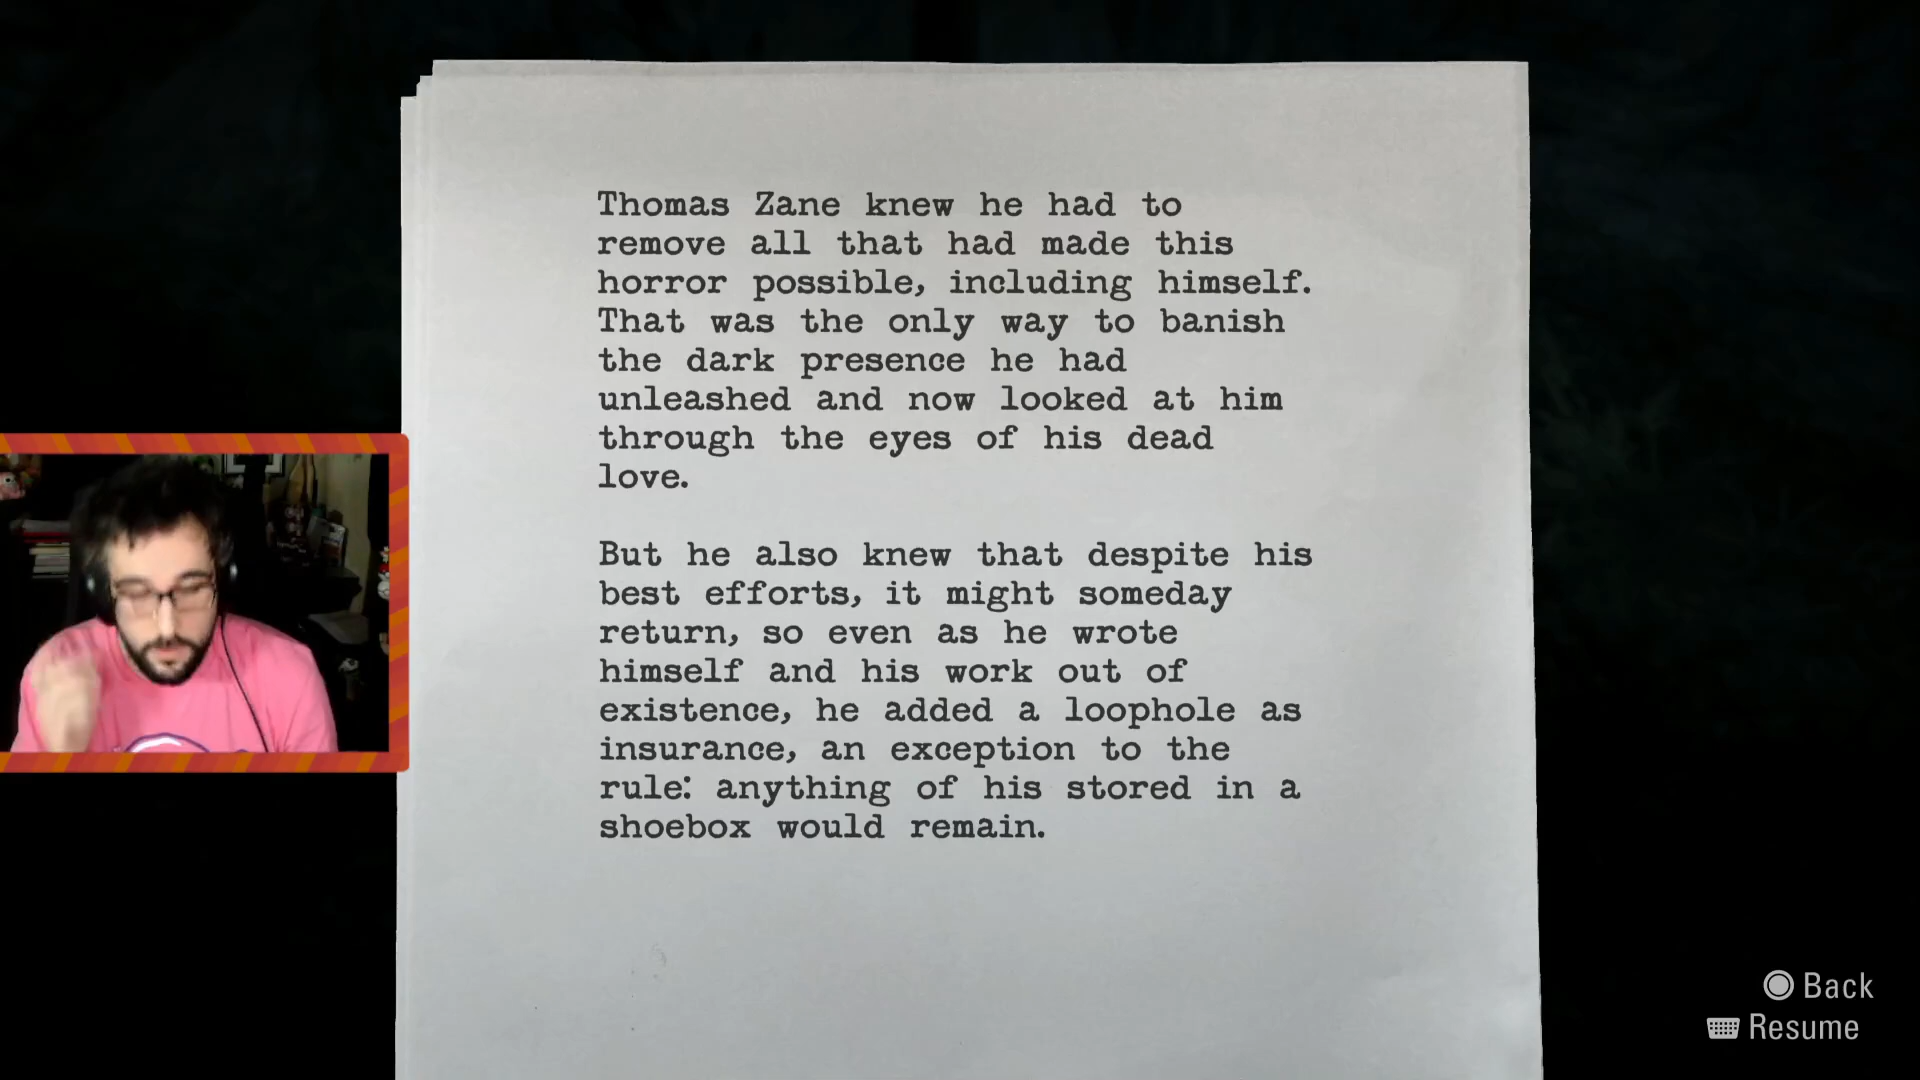 Thomas Zane knew he had to
remove all that had made this
horror possible, including himself.
That was the only way to banish
the dark presence he had
unleashed and now looked at him
through the eyes of his dead
love.
But he also knew that despite his
best efforts, it might someday
return, so even as he wrote
himself and his work out of
existence, he added a loophole as
insurance, an exception to the
rule: anything of his stored in a
shoebox would remain.
Back
Resume